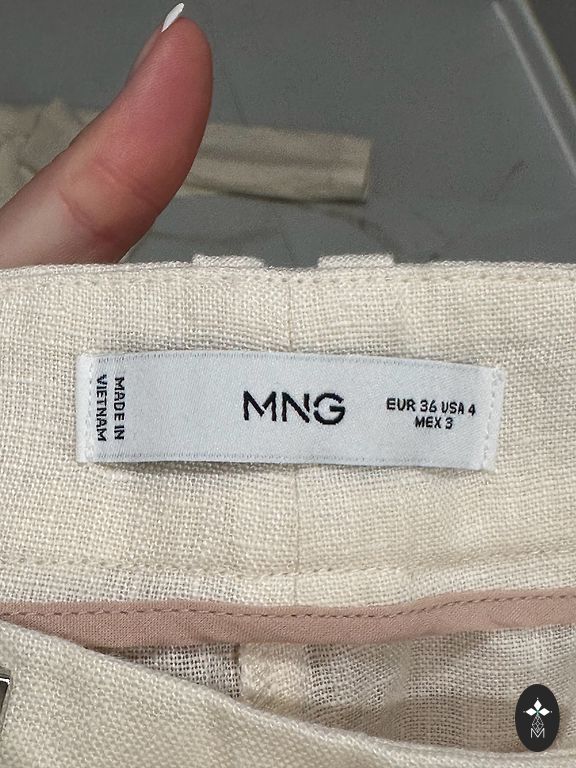 MADE IN
VIETNAM
MNG
EUR 36 USA 4
MEX 3